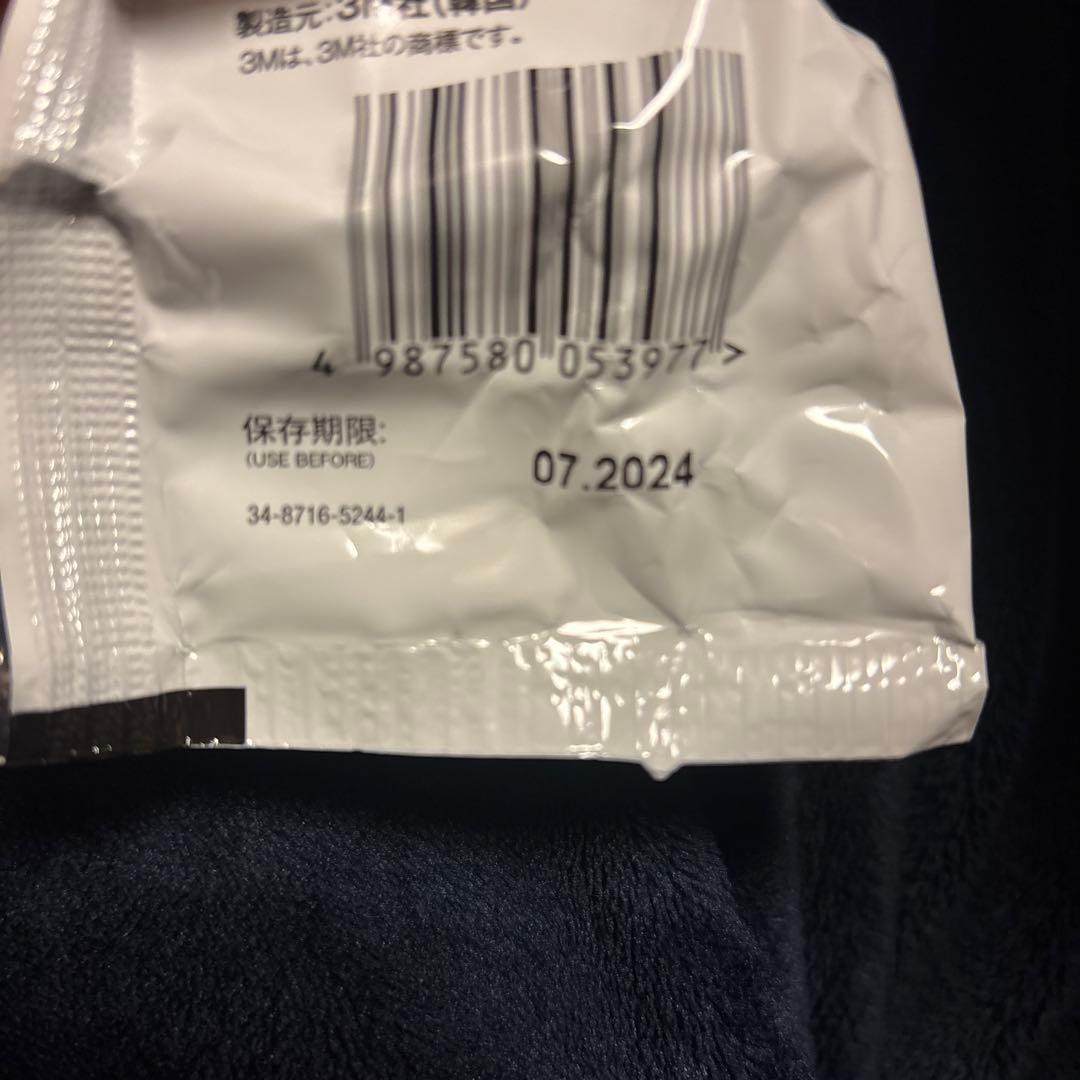 製造元:3M社(韓国)
3Mは、3M社の商標です。
4 987580 053977 >
保存期限:
(USE BEFORE)
07.2024
34-8716-5244-1